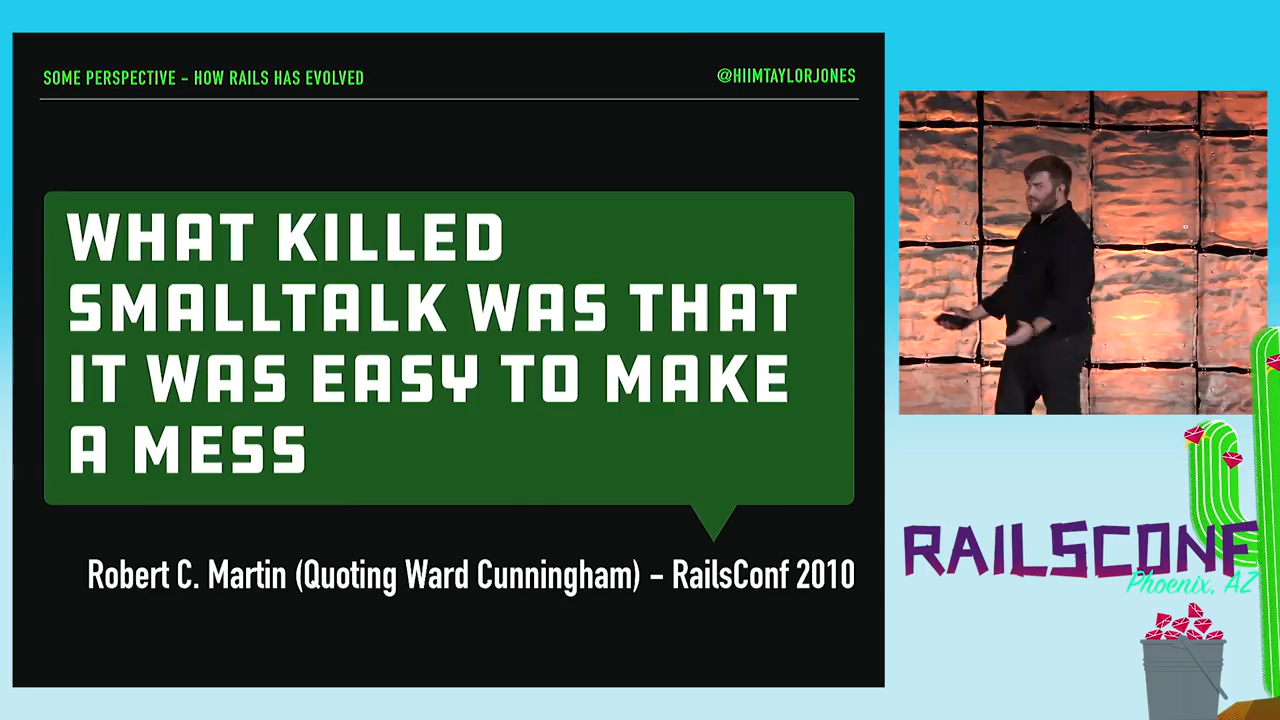 SOME PERSPECTIVE – HOW RAILS HAS EVOLVED
@HIIMTAYLORJONES
WHAT KILLED
SMALLTALK WAS THAT
IT WAS EASY TO MAKE
A MESS
Robert C. Martin (Quoting Ward Cunningham) – RailsConf 2010
RAILSCONF
Phoenix, AZ